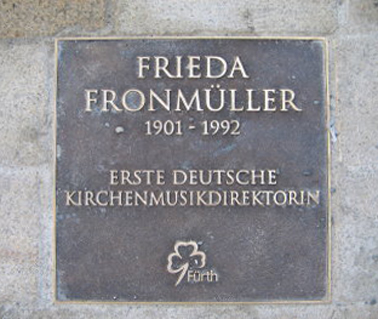 FRIEDA
FRONMÜLLER
1901 - 1992
ERSTE DEUTSCHE
KIRCHENMUSIKDIREKTORIN
Fürth